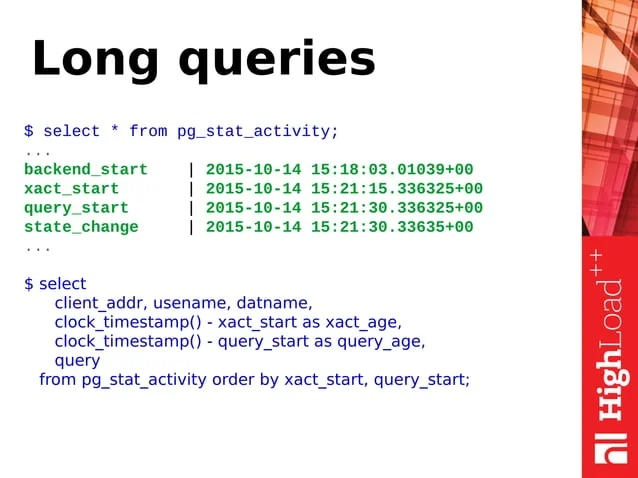 Long queries
$ select * from pg_stat_activity;
...
backend_start | 2015-10-14 15:18:03.01039+00
xact_start | 2015-10-14 15:21:15.336325+00
query_start | 2015-10-14 15:21:30.336325+00
state_change | 2015-10-14 15:21:30.33635+00
...
$ select
client_addr, usename, datname,
clock_timestamp() - xact_start as xact_age,
clock_timestamp() - query_start as query_age,
query
from pg_stat_activity order by xact_start, query_start;
HighLoad++